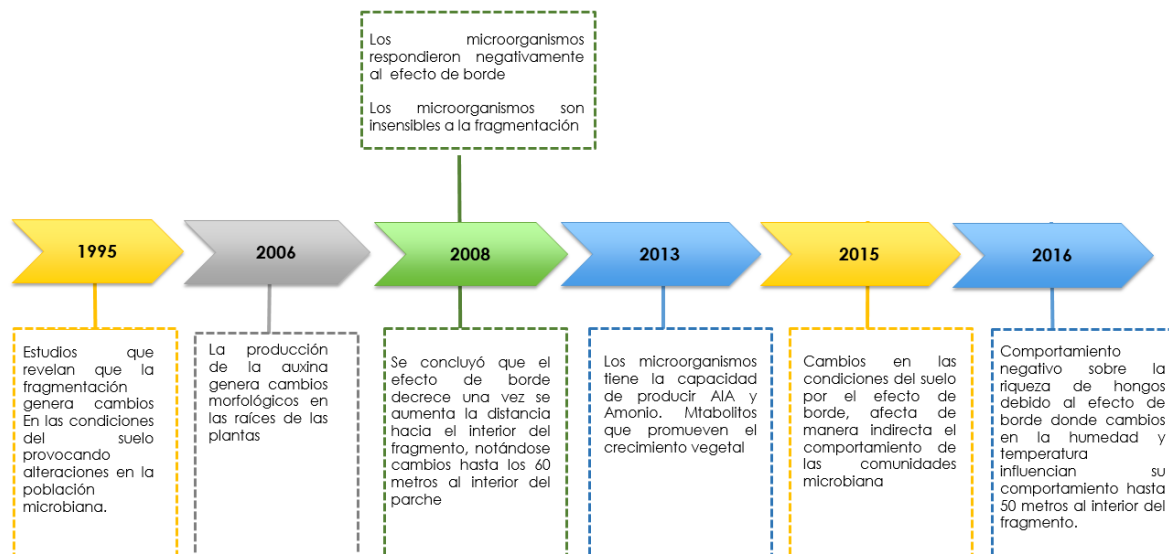 Los microorganismos
respondieron negativamente
al efecto de borde
Los microorganismos son
insensibles a la fragmentación
1995
2006
2008
2013
2015
2016
Estudios que
revelan que la
fragmentación
genera cambios
En las condiciones
del suelo
provocando
alteraciones en la
población
microbiana.
La producción
de la auxina
genera cambios
morfológicos en
las raíces de las
plantas
Se concluyó que el
efecto de borde
decrece una vez se
aumenta la distancia
hacia el interior del
fragmento, notándose
cambios hasta los 60
metros al interior del
parche
Los microorganismos
tiene la capacidad
de producir AIA y
Amonio. Mtabolitos
que promueven el
crecimiento vegetal
Cambios en las
condiciones del suelo
por el efecto de
borde, afecta de
manera indirecta el
comportamiento de
las comunidades
microbiana
Comportamiento
negativo sobre la
riqueza de hongos
debido al efecto de
borde donde cambios
en la humedad y
temperatura
influencian su
comportamiento hasta
50 metros al interior del
fragmento.